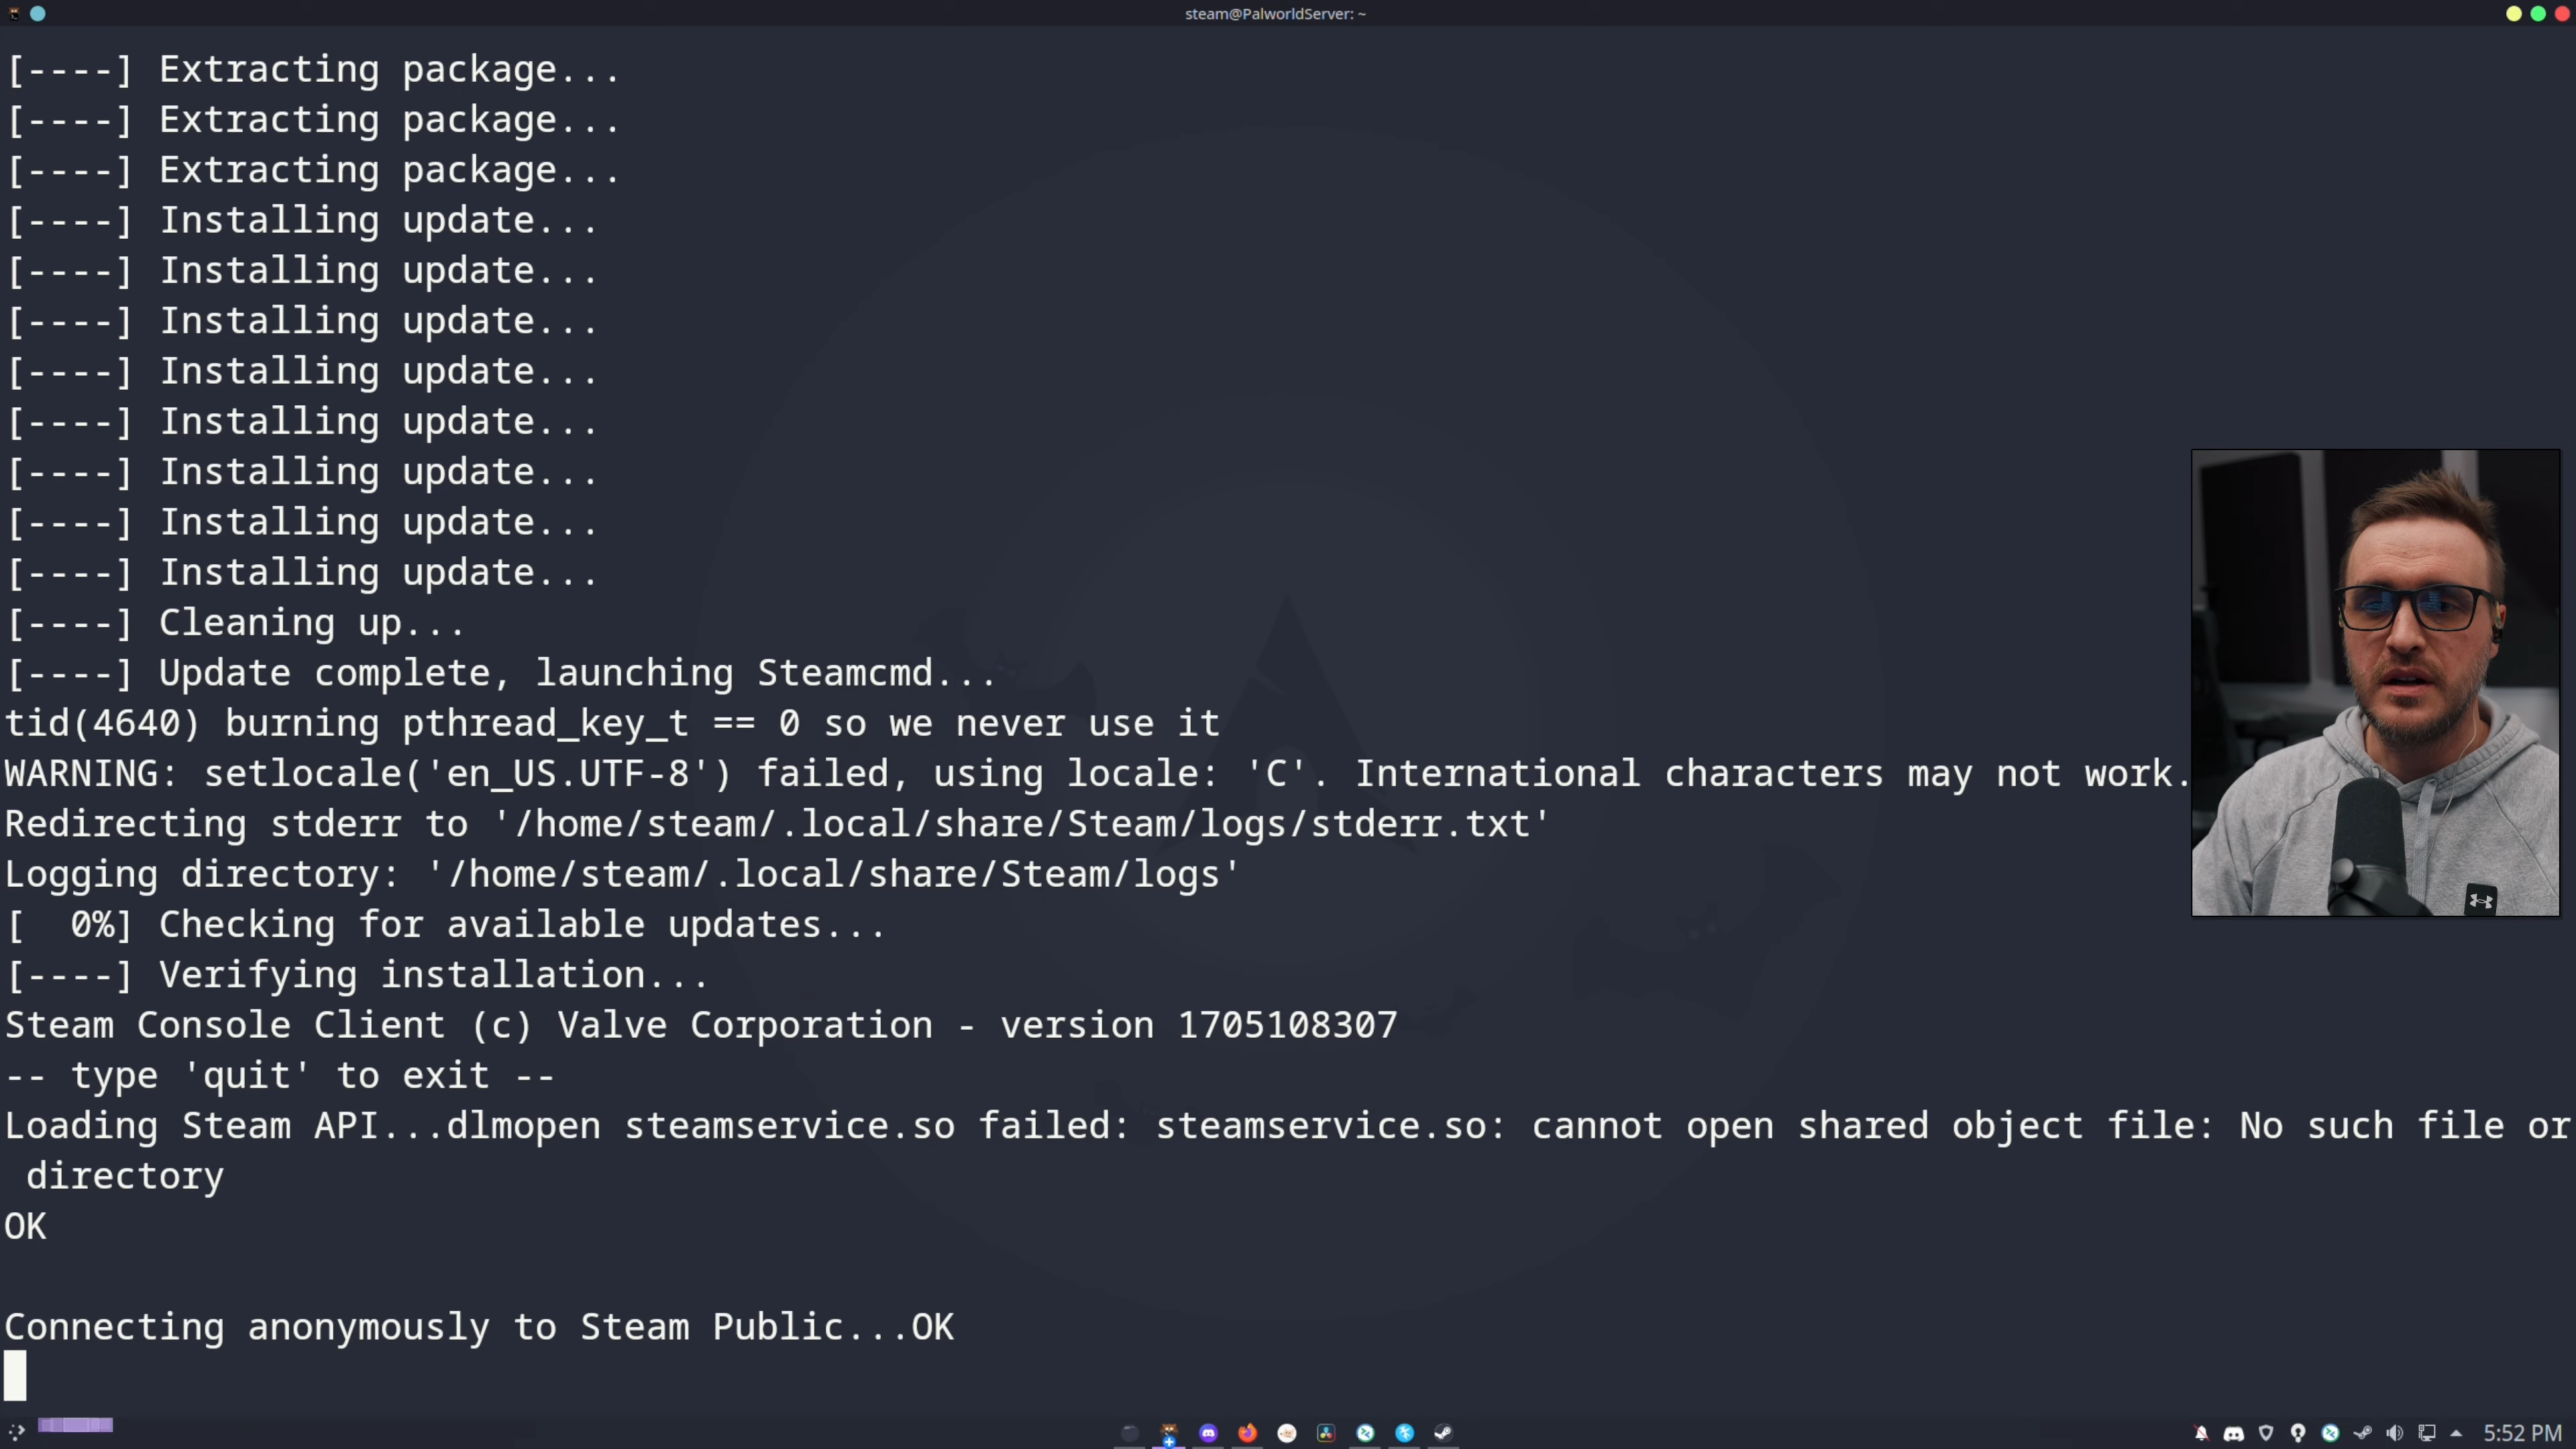 steam@PalworldServer: ~
[----] Extracting package...
[----] Extracting package...
[----] Extracting package...
[----] Installing update...
[----] Installing update...
[----] Installing update...
[----] Installing update...
[----] Installing update...
[----] Installing update...
[----] Installing update...
[----] Installing update...
[----] Cleaning up...
[----] Update complete, launching Steamcmd...
tid(4640) burning pthread_key_t == 0 so we never use it
WARNING: setlocale('en_US.UTF-8') failed, using locale: 'C'. International characters may not work.
Redirecting stderr to '/home/steam/.local/share/Steam/logs/stderr.txt'
Logging directory: '/home/steam/.local/share/Steam/logs'
[  0%] Checking for available updates...
[----] Verifying installation...
Steam Console Client (c) Valve Corporation - version 1705108307
-- type 'quit' to exit --
Loading Steam API...dlmopen steamservice.so failed: steamservice.so: cannot open shared object file: No such file or
 directory
OK
Connecting anonymously to Steam Public...OK
5:52 PM